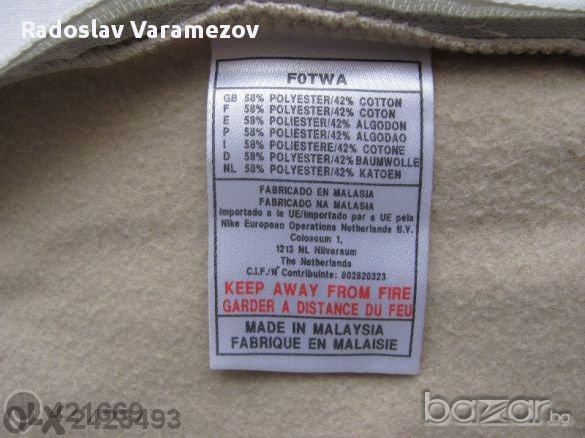 Radoslav Varamezov
F0TWA
GB 58% POLYESTER/42% COTTON
F 58% POLYESTER/42% COTON
E 58% POLIESTER/42% ALGODON
P 58% POLIESTER/42% ALGODAO
I 58% POLIESTERE/42% COTONE
D 58% POLYESTER/42%BAUMWOLLE
NL 58% POLYESTER/42% KATOEN
FABRICADO EN MALASIA
FABRICADO NA MALASIA
Importado a la UE/Importado par a UE pela
Nike European Operations Netherlands B.V.
Colosseum 1,
1213 NL Hilversum
The Netherlands
C.I.F./N° Contribuinte: 802820323
KEEP AWAY FROM FIRE
GARDER A DISTANCE DU FEU
MADE IN MALAYSIA
FABRIQUE EN MALAISIE
bazar.bg